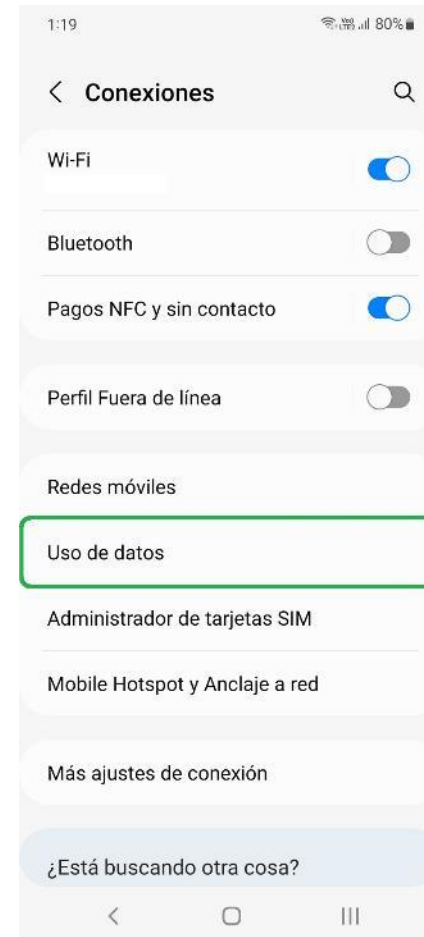 1:19 80%
Conexiones
Wi-Fi
Bluetooth
Pagos NFC y sin contacto
Perfil Fuera de línea
Redes móviles
Uso de datos
Administrador de tarjetas SIM
Mobile Hotspot y Anclaje a red
Más ajustes de conexión
¿Está buscando otra cosa?